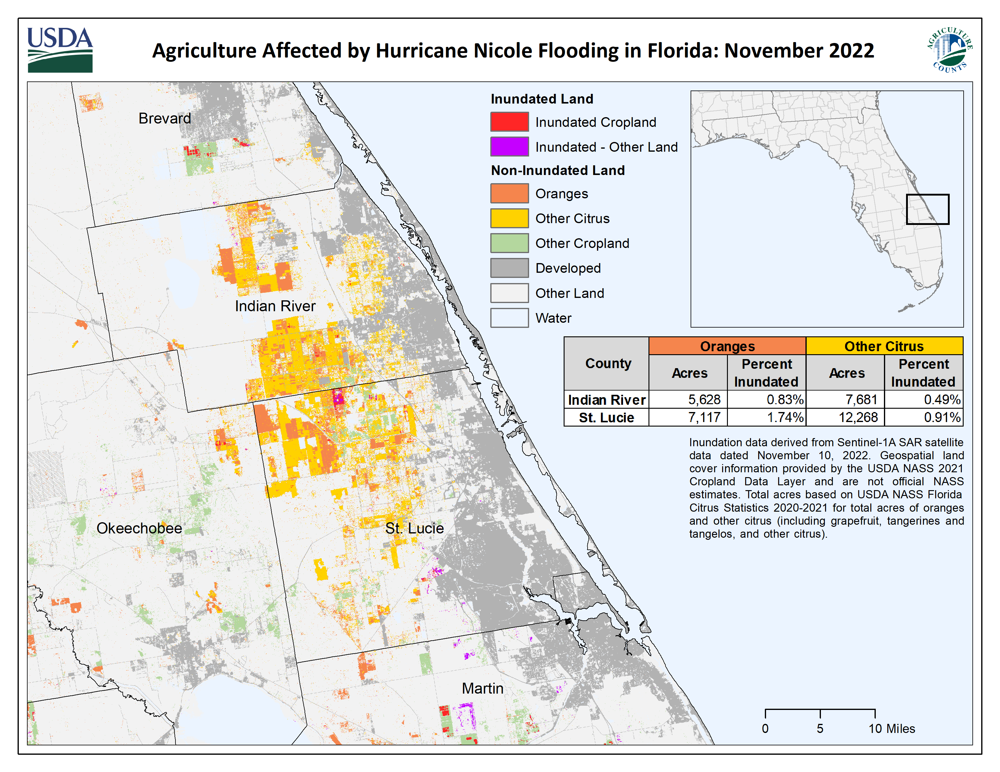 USDA
Agriculture Affected by Hurricane Nicole Flooding in Florida: November 2022
AGRICULTURE
COUNTS
Inundated Land
Inundated Cropland
Inundated - Other Land
Non-Inundated Land
Oranges
Other Citrus
Other Cropland
Developed
Other Land
Water
Brevard
Indian River
Okeechobee
St. Lucie
Martin
County Oranges Other Citrus
Acres Percent Inundated Acres Percent Inundated
Indian River 5,628 0.83% 7,681 0.49%
St. Lucie 7,117 1.74% 12,268 0.91%
Inundation data derived from Sentinel-1A SAR satellite
data dated November 10, 2022. Geospatial land
cover information provided by the USDA NASS 2021
Cropland Data Layer and are not official NASS
estimates. Total acres based on USDA NASS Florida
Citrus Statistics 2020-2021 for total acres of oranges
and other citrus (including grapefruit, tangerines and
tangelos, and other citrus).
0 5 10 Miles